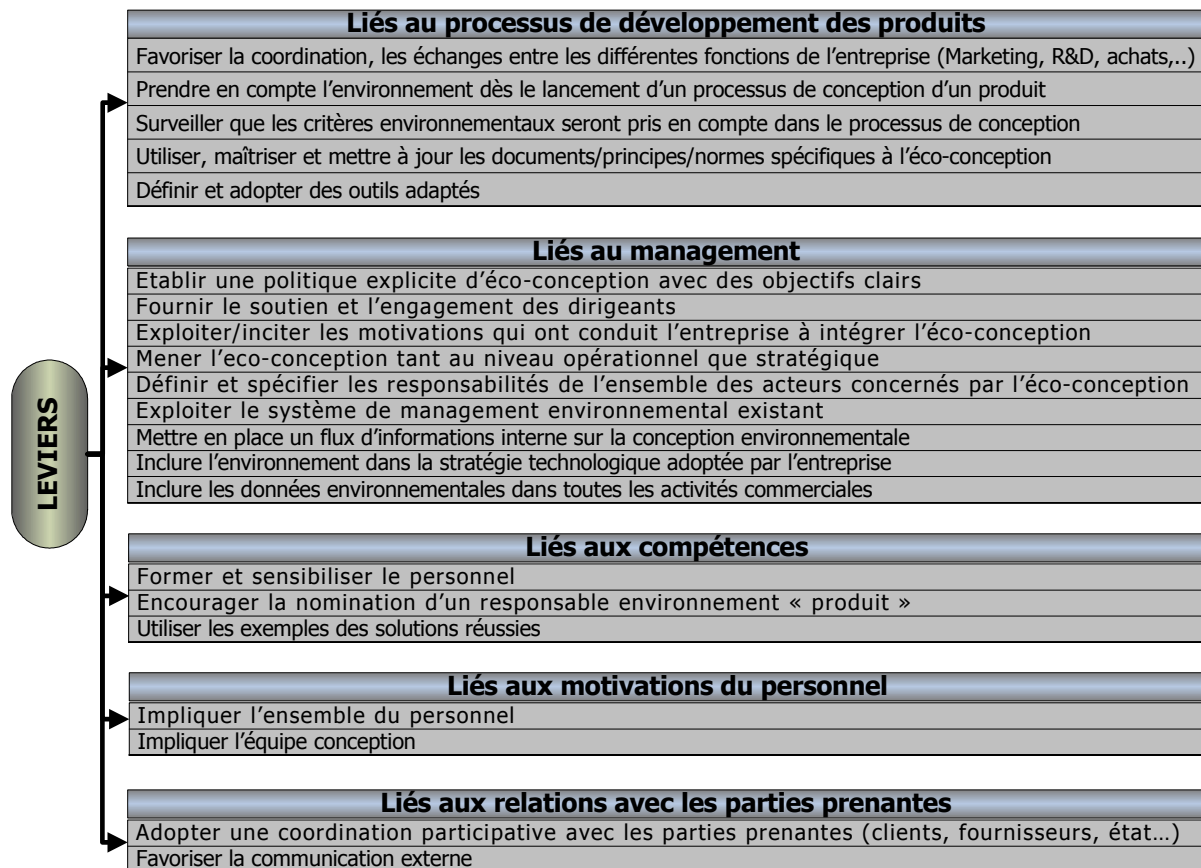 LEVIERS
Liés au processus de développement des produits
Favoriser la coordination, les échanges entre les différentes fonctions de l’entreprise (Marketing, R&D, achats,..)
Prendre en compte l’environnement dès le lancement d’un processus de conception d’un produit
Surveiller que les critères environnementaux seront pris en compte dans le processus de conception
Utiliser, maîtriser et mettre à jour les documents/principes/normes spécifiques à l’éco-conception
Définir et adopter des outils adaptés
Liés au management
Etablir une politique explicite d’éco-conception avec des objectifs clairs
Fournir le soutien et l’engagement des dirigeants
Exploiter/inciter les motivations qui ont conduit l’entreprise à intégrer l’éco-conception
Mener l’eco-conception tant au niveau opérationnel que stratégique
Définir et spécifier les responsabilités de l’ensemble des acteurs concernés par l’éco-conception
Exploiter le système de management environnemental existant
Mettre en place un flux d’informations interne sur la conception environnementale
Inclure l’environnement dans la stratégie technologique adoptée par l’entreprise
Inclure les données environnementales dans toutes les activités commerciales
Liés aux compétences
Former et sensibiliser le personnel
Encourager la nomination d’un responsable environnement « produit »
Utiliser les exemples des solutions réussies
Liés aux motivations du personnel
Impliquer l’ensemble du personnel
Impliquer l’équipe conception
Liés aux relations avec les parties prenantes
Adopter une coordination participative avec les parties prenantes (clients, fournisseurs, état…)
Favoriser la communication externe